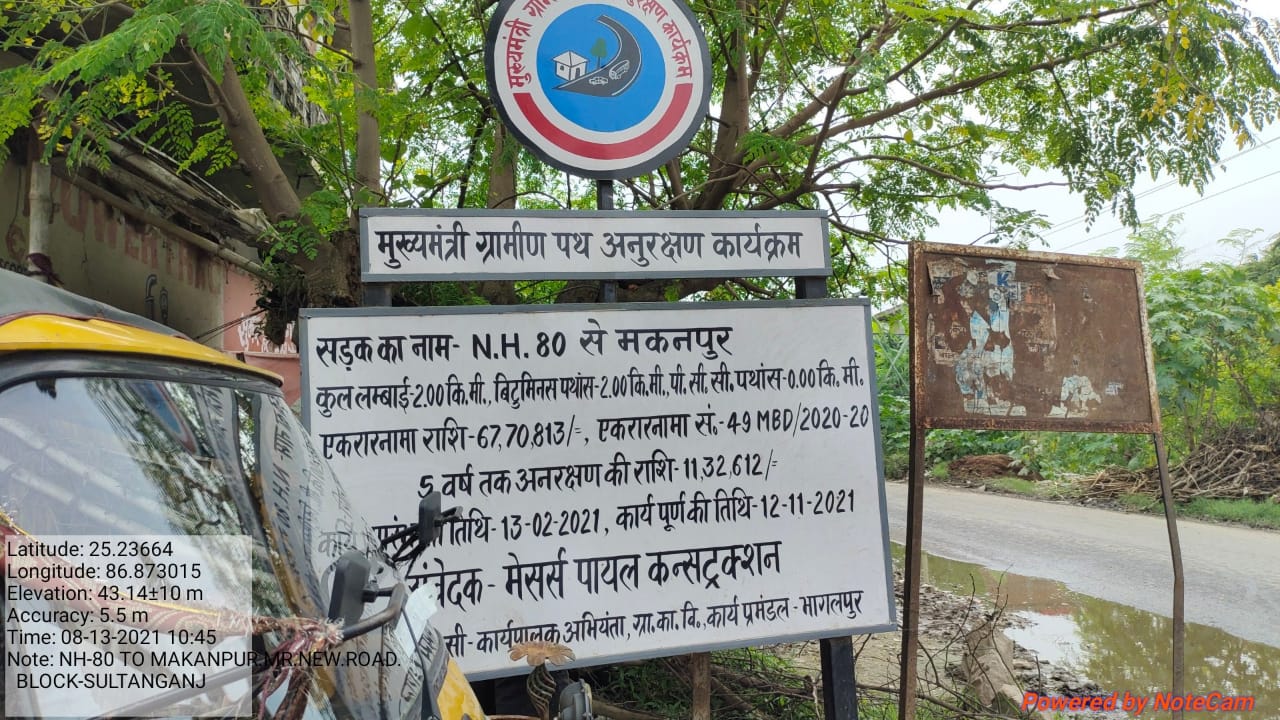 मुख्यमंत्री ग्रामीण पथ अनुरक्षण कार्यक्रम
सड़क का नाम- N.H. 80 से मकनपुर
कुल लम्बाई-2.00 कि.मी., बिटुमिनस पथांस-2.00 कि.मी, पी. सी. सी. पथांस-0.00 कि. मी.
एकरारनामा राशि-67,70,813/=, एकरारनामा सं.-49 MBD/2020-20
5 वर्ष तक अनरक्षण की राशि-11,32,612/=
तिथि-13-02-2021, कार्य पूर्ण की तिथि-12-11-2021
मेसर्स पायल कन्सट्रक्शन
सी-कार्यपालक अभियंता, ग्रा. का. वि., कार्य प्रमंडल-भागलपुर
Latitude: 25.23664
Longitude: 86.873015
Elevation: 43.14±10 m
Accuracy: 5.5 m
Time: 08-13-2021 10:45
Note: NH-80 TO MAKANPUR.MR.NEW.ROAD.
BLOCK-SULTANGANJ
Powered by NoteCam